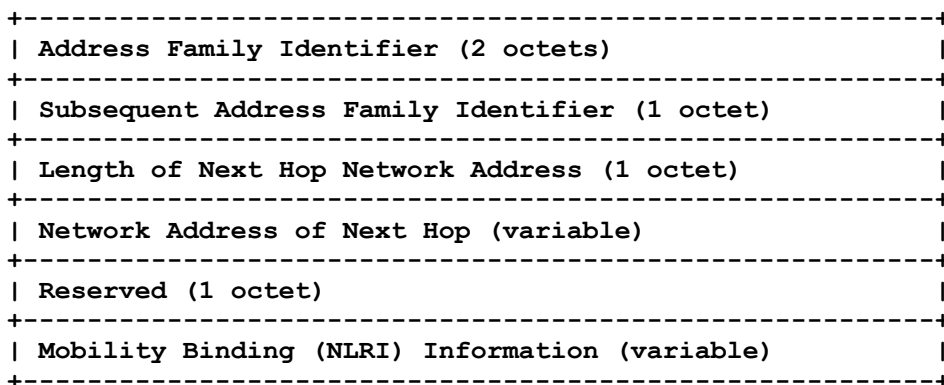 +---------------------------------------------------------+
| Address Family Identifier (2 octets) |
+---------------------------------------------------------+
| Subsequent Address Family Identifier (1 octet) |
+---------------------------------------------------------+
| Length of Next Hop Network Address (1 octet) |
+---------------------------------------------------------+
| Network Address of Next Hop (variable) |
+---------------------------------------------------------+
| Reserved (1 octet) |
+---------------------------------------------------------+
| Mobility Binding (NLRI) Information (variable) |
+---------------------------------------------------------+